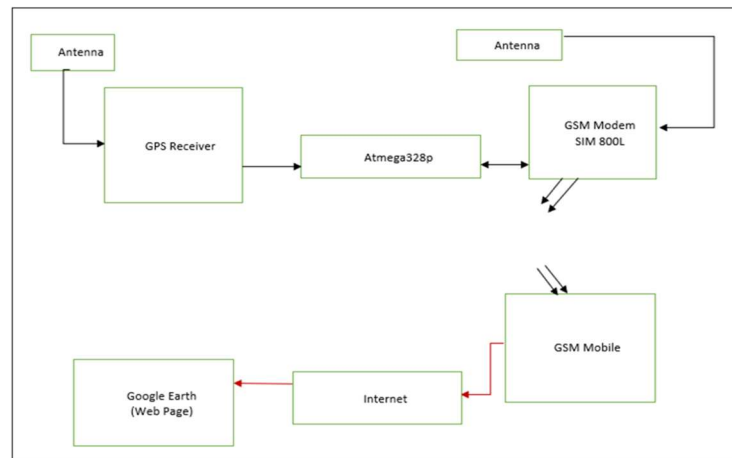 Antenna
Antenna
GPS Receiver
Atmega328p
GSM Modem
SIM 800L
GSM Mobile
Google Earth
(Web Page)
Internet